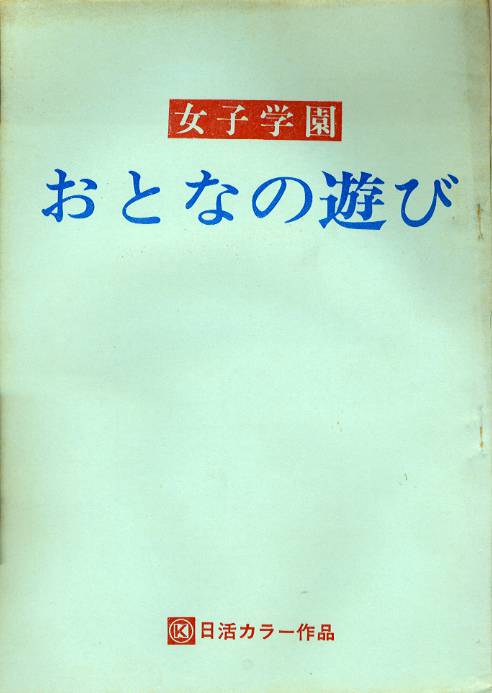 女子学園
おとなの遊び
日活カラー作品